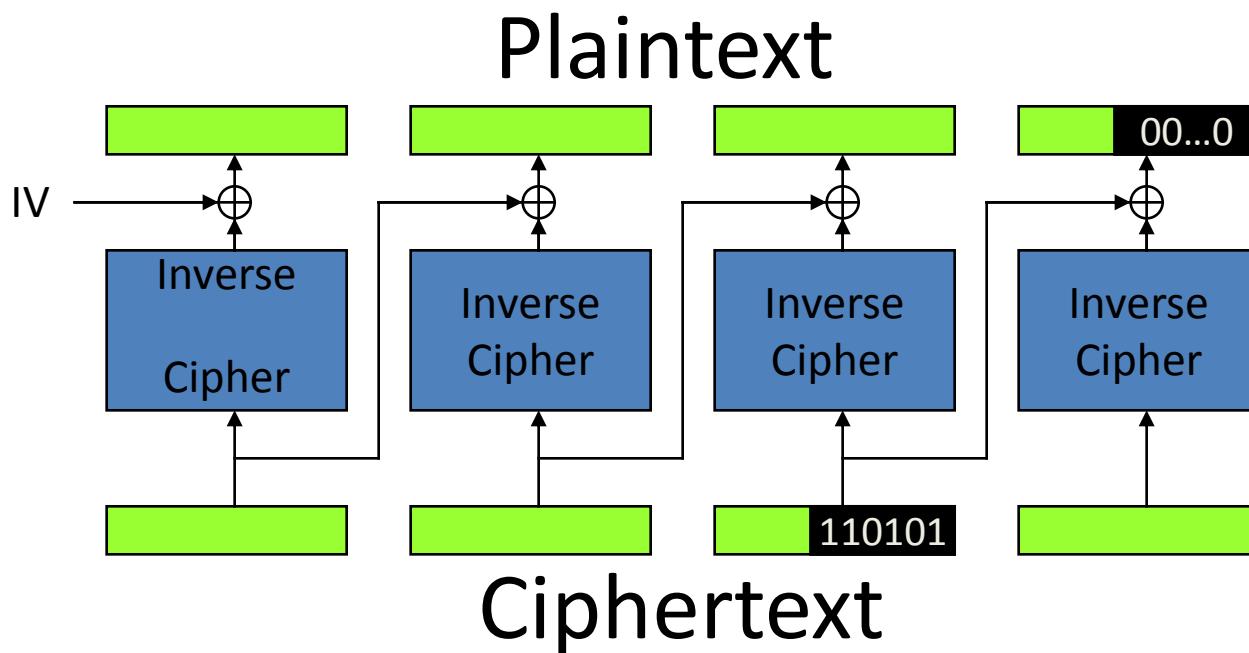 Plaintext
00…0
IV
Inverse
Cipher
Inverse
Cipher
Inverse
Cipher
Inverse
Cipher
110101
Ciphertext